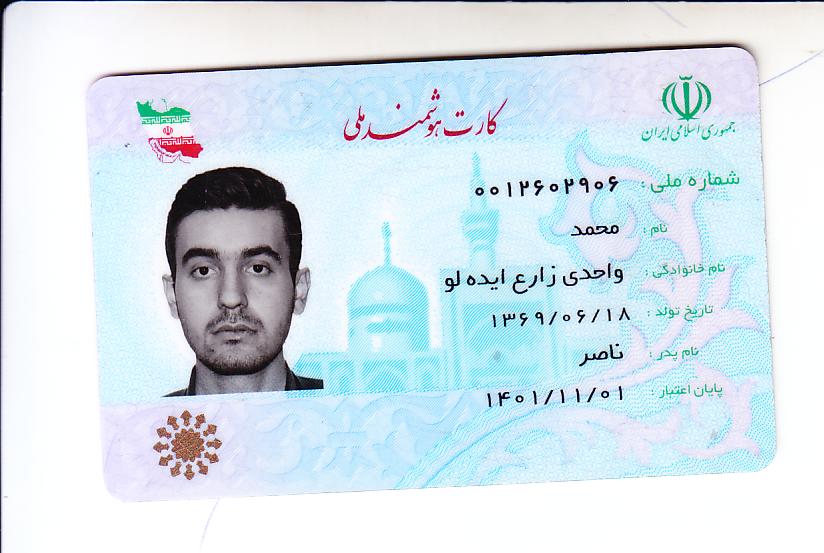 کارت هوشمند ملی
جمهوری اسلامی ایران
شماره ملی : ۰۰۱۲۶۰۲۹۰۶
نام : محمد
نام خانوادگی : واحدی زارع ایده لو
تاریخ تولد : ۱۳۶۹/۰۶/۱۸
نام پدر : ناصر
پایان اعتبار : ۱۴۰۱/۱۱/۰۱